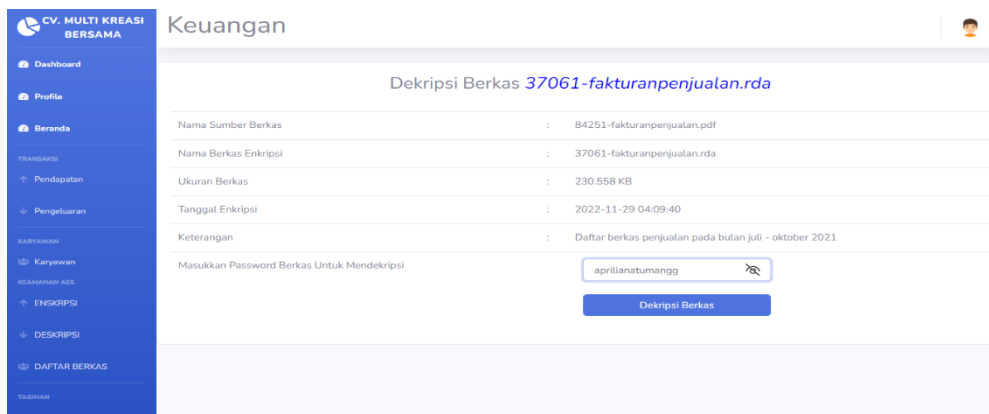 CV. MULTI KREASI
BERSAMA
Keuangan
Dashboard
Profile
Beranda
TRANSAKSI
Pendapatan
Pengeluaran
KARYAWAN
Karyawan
KEAMANAN AES
ENSKRPSI
DESKRIPSI
DAFTAR BERKAS
TAGIHAN
Dekripsi Berkas 37061-fakturanpenjualan.rda
Nama Sumber Berkas : 84251-fakturanpenjualan.pdf
Nama Berkas Enkripsi : 37061-fakturanpenjualan.rda
Ukuran Berkas : 230.558 KB
Tanggal Enkripsi : 2022-11-29 04:09:40
Keterangan : Daftar berkas penjualan pada bulan juli - oktober 2021
Masukkan Password Berkas Untuk Mendekripsi aprilianatumangg
Dekripsi Berkas